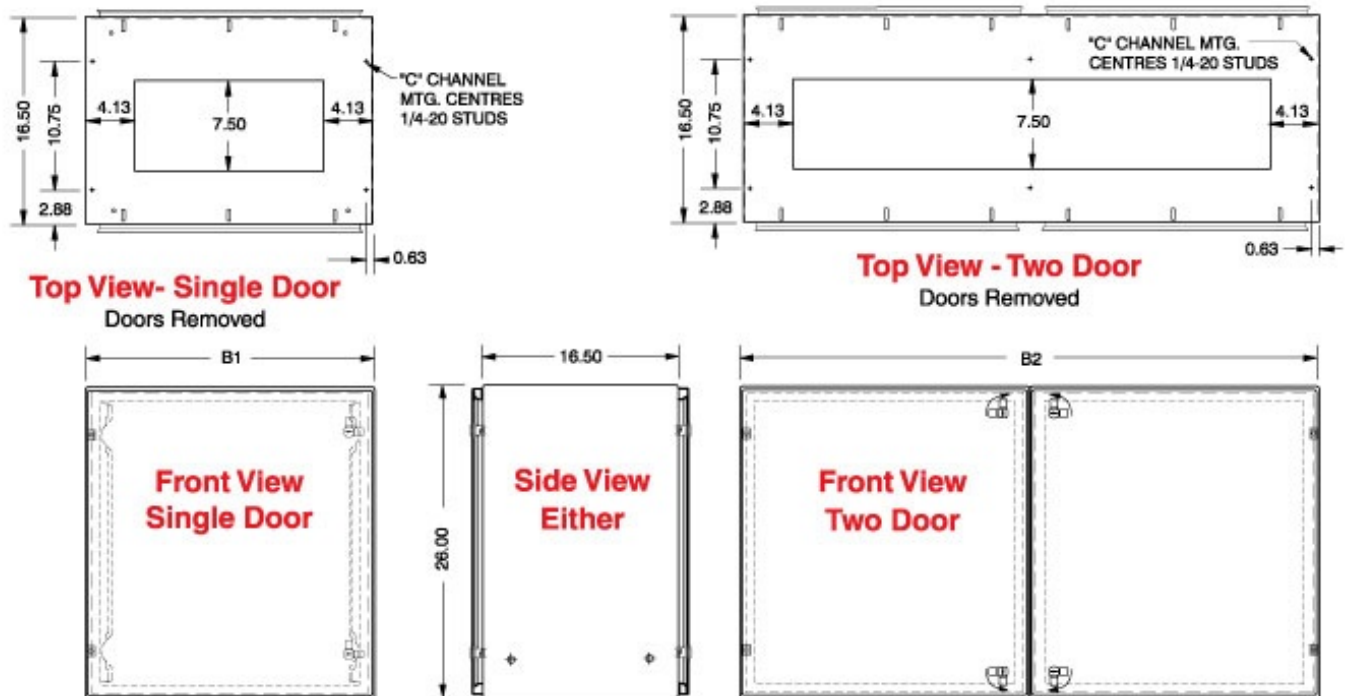 16.50
10.75
2.88
4.13
7.50
4.13
"C" CHANNEL
MTG. CENTRES
1/4-20 STUDS
0.63
Top View- Single Door
Doors Removed
16.50
10.75
2.88
4.13
7.50
4.13
"C" CHANNEL MTG.
CENTRES 1/4-20 STUDS
0.63
Top View - Two Door
Doors Removed
B1
Front View
Single Door
16.50
26.00
Side View
Either
B2
Front View
Two Door